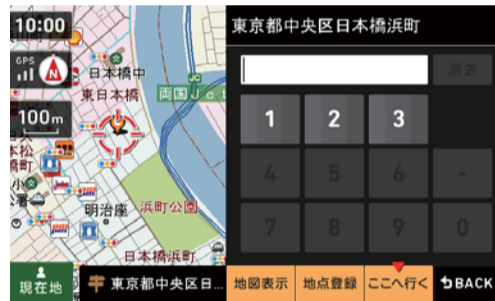 10:00
GPS
N
100m
日本橋中
東日本橋
JC
両国Jct
明治座
浜町公園
日本橋浜町
現在地
東京都中央区日...
東京都中央区日本橋浜町
消去
1 2 3
4 5 6 -
7 8 9 0
地図表示
地点登録
ここへ行く
BACK